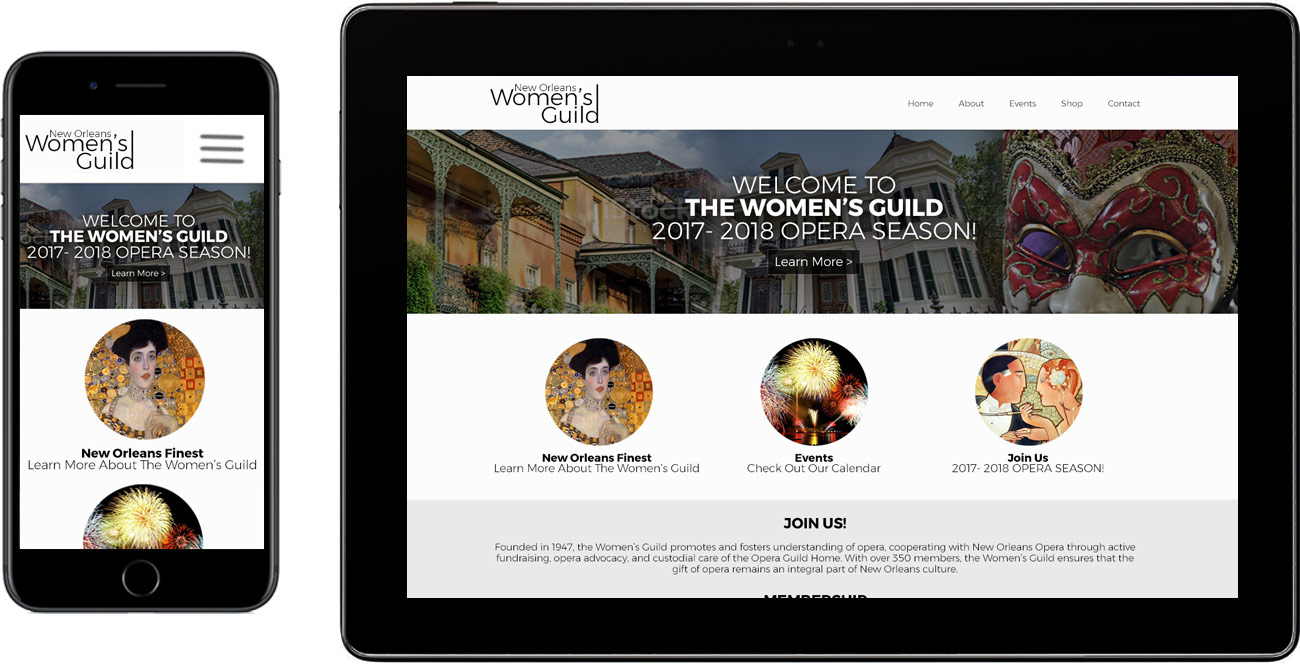 New Orleans
Women's
Guild
WELCOME TO
THE WOMEN'S GUILD
2017- 2018 OPERA SEASON!
Learn More >
New Orleans Finest
Learn More About The Women's Guild
New Orleans
Women's
Guild
Home About Events Shop Contact
WELCOME TO
THE WOMEN'S GUILD
2017- 2018 OPERA SEASON!
Learn More >
New Orleans Finest
Learn More About The Women's Guild
Events
Check Out Our Calendar
Join Us
2017- 2018 OPERA SEASON!
JOIN US!
Founded in 1947, the Women's Guild promotes and fosters understanding of opera, cooperating with New Orleans Opera through active
fundraising, opera advocacy, and custodial care of the Opera Guild Home. With over 350 members, the Women's Guild ensures that the
gift of opera remains an integral part of New Orleans culture.
MEMBERSHIP